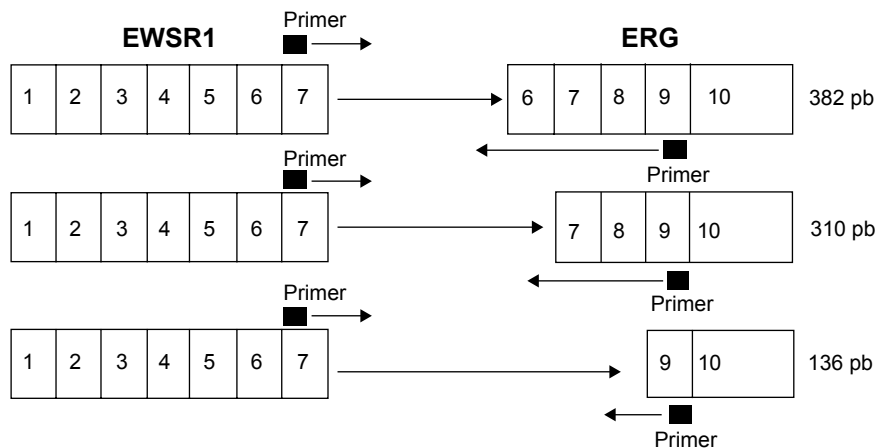 Primer
EWSR1 ERG
1 2 3 4 5 6 7 6 7 8 9 10 382 pb
Primer Primer
1 2 3 4 5 6 7 7 8 9 10 310 pb
Primer Primer
1 2 3 4 5 6 7 9 10 136 pb
Primer